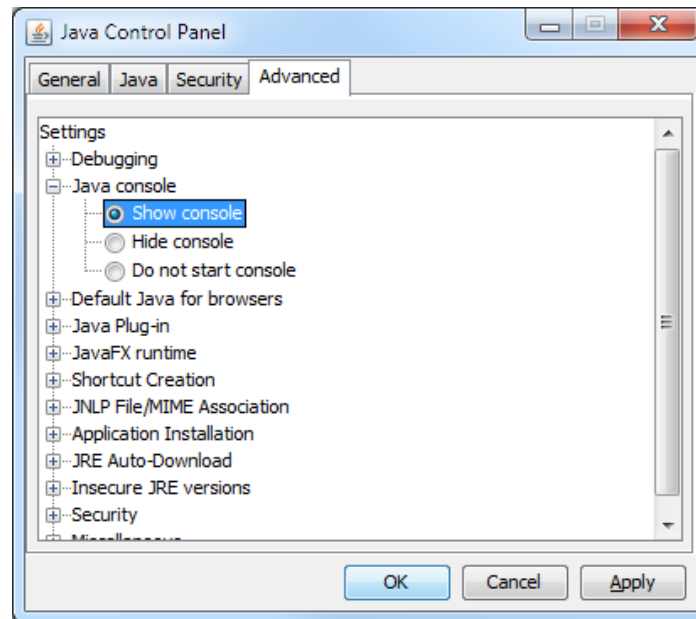 Java Control Panel
General Java Security Advanced
Settings
Debugging
Java console
Show console
Hide console
Do not start console
Default Java for browsers
Java Plug-in
JavaFX runtime
Shortcut Creation
JNLP File/MIME Association
Application Installation
JRE Auto-Download
Insecure JRE versions
Security
Miscellaneous
OK Cancel Apply